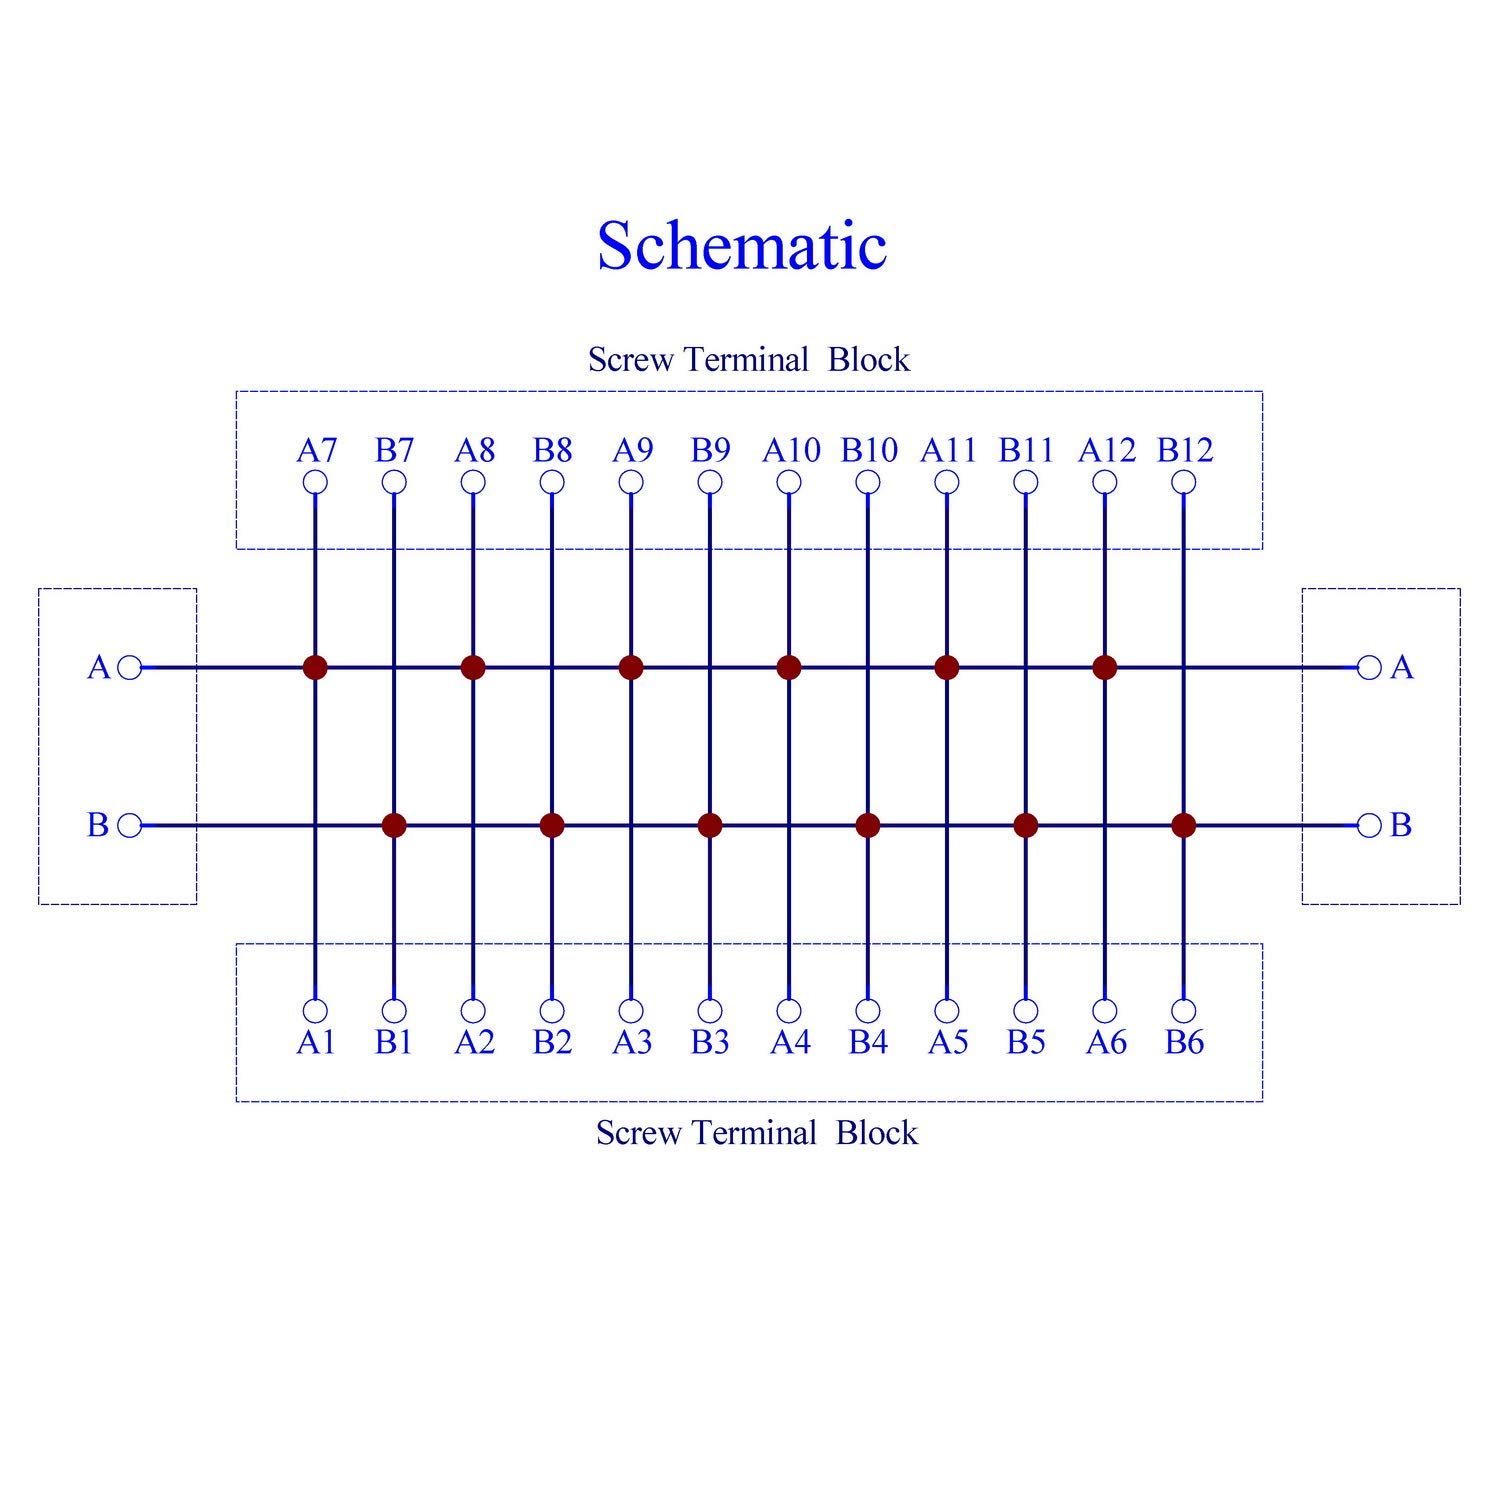 Schematic
Screw Terminal Block
A7 B7 A8 B8 A9 B9 A10 B10 A11 B11 A12 B12
A A
B B
A1 B1 A2 B2 A3 B3 A4 B4 A5 B5 A6 B6
Screw Terminal Block